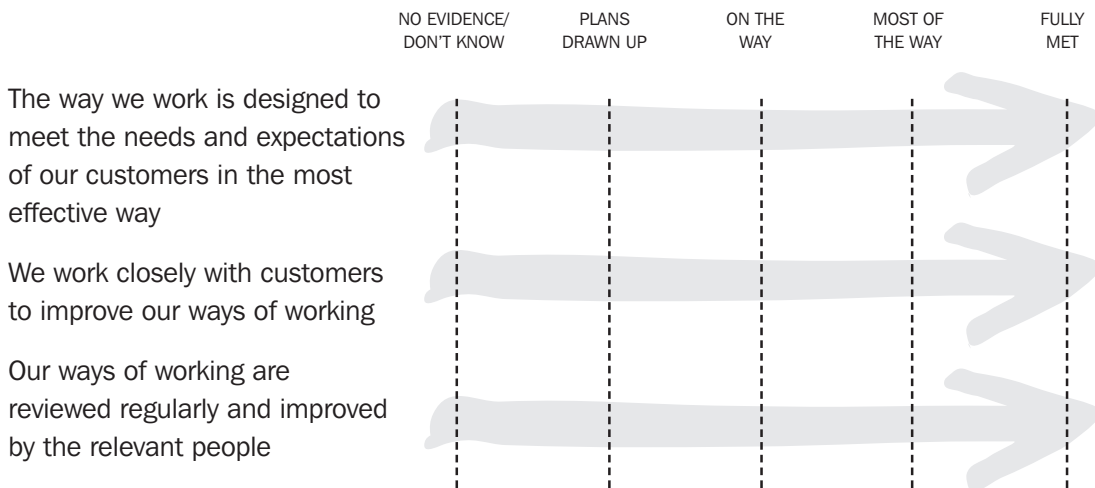 NO EVIDENCE/
DON'T KNOW
PLANS
DRAWN UP
ON THE
WAY
MOST OF
THE WAY
FULLY
MET
The way we work is designed to
meet the needs and expectations
of our customers in the most
effective way
We work closely with customers
to improve our ways of working
Our ways of working are
reviewed regularly and improved
by the relevant people